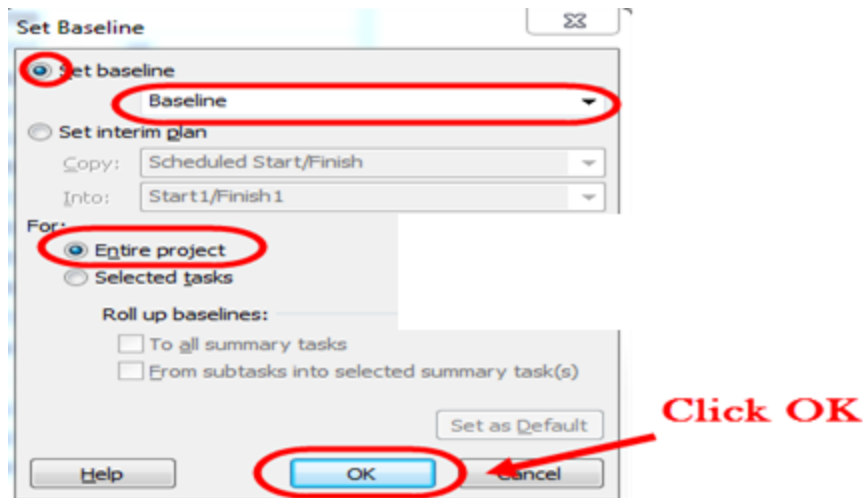 Set Baseline
Set baseline
Baseline
Set interim plan
Copy: Scheduled Start/Finish
Into: Start1/Finish1
For:
Entire project
Selected tasks
Roll up baselines:
To all summary tasks
From subtasks into selected summary task(s)
Set as Default
Click OK
Help OK Cancel